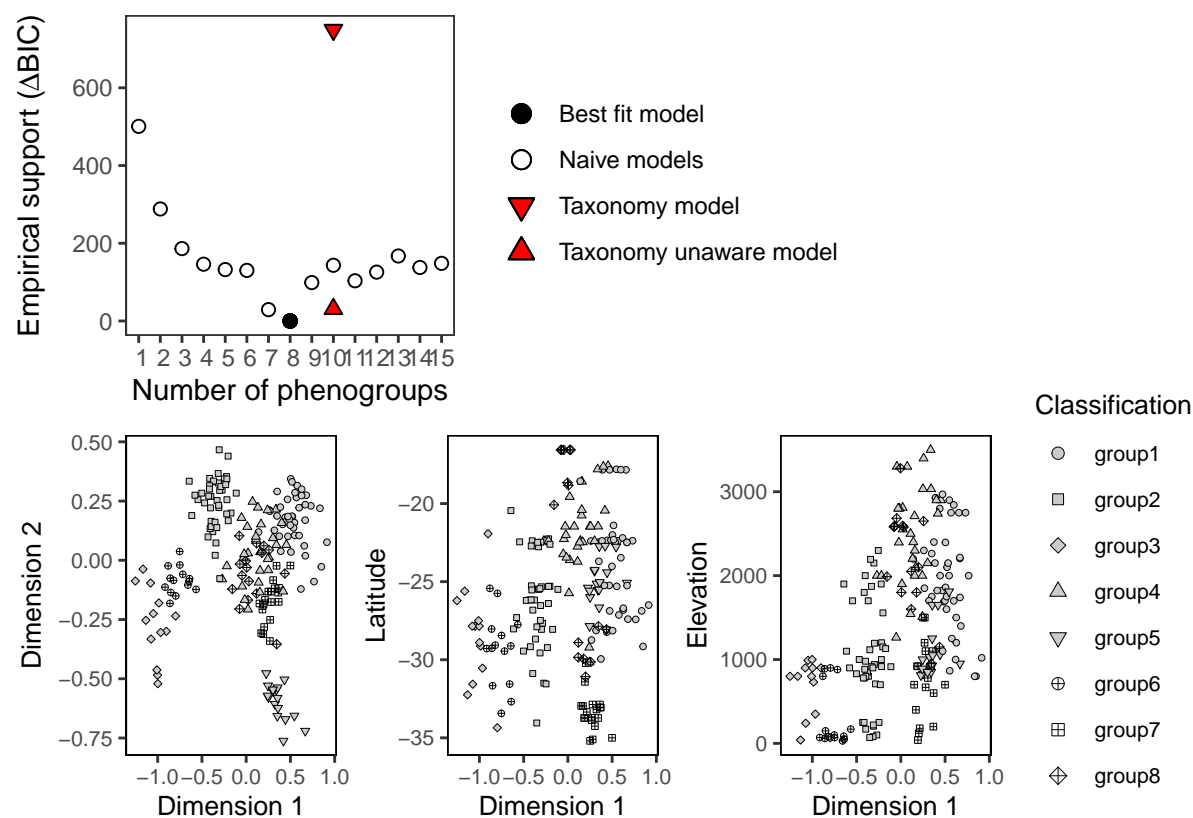 Empirical support (ΔBIC)
600
400
200
0
1 2 3 4 5 6 7 8 9 10 11 12 13 14 15
Number of phenogroups
Best fit model
Naive models
Taxonomy model
Taxonomy unaware model
Dimension 2
0.50
0.25
0.00
−0.25
−0.50
−0.75
−1.0 −0.5 0.0 0.5 1.0
Dimension 1
Latitude
−20
−25
−30
−35
−1.0 −0.5 0.0 0.5 1.0
Dimension 1
Elevation
3000
2000
1000
0
−1.0 −0.5 0.0 0.5 1.0
Dimension 1
Classification
group1
group2
group3
group4
group5
group6
group7
group8